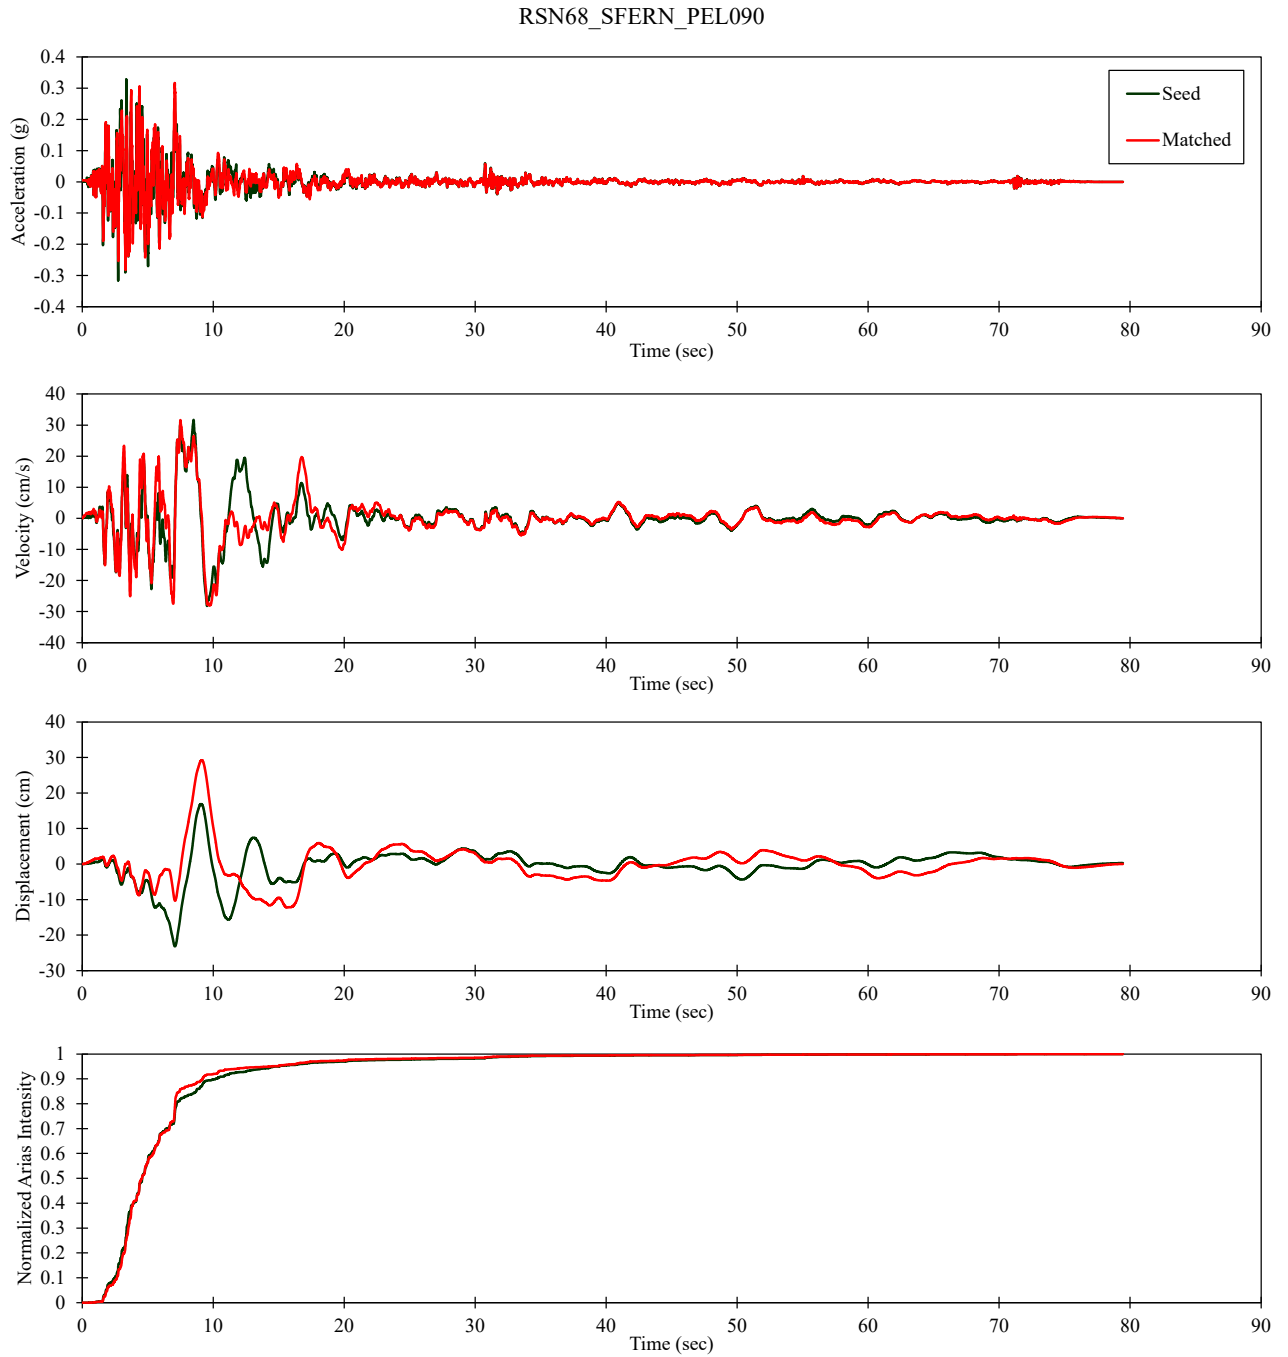 RSN68_SFERN_PEL090
Acceleration (g)
0.4
0.3
0.2
0.1
0
-0.1
-0.2
-0.3
-0.4
Seed
Matched
0 10 20 30 40 50 60 70 80 90
Time (sec)
Velocity (cm/s)
40
30
20
10
0
-10
-20
-30
-40
0 10 20 30 40 50 60 70 80 90
Time (sec)
Displacement (cm)
40
30
20
10
0
-10
-20
-30
0 10 20 30 40 50 60 70 80 90
Time (sec)
Normalized Arias Intensity
1
0.9
0.8
0.7
0.6
0.5
0.4
0.3
0.2
0.1
0
0 10 20 30 40 50 60 70 80 90
Time (sec)